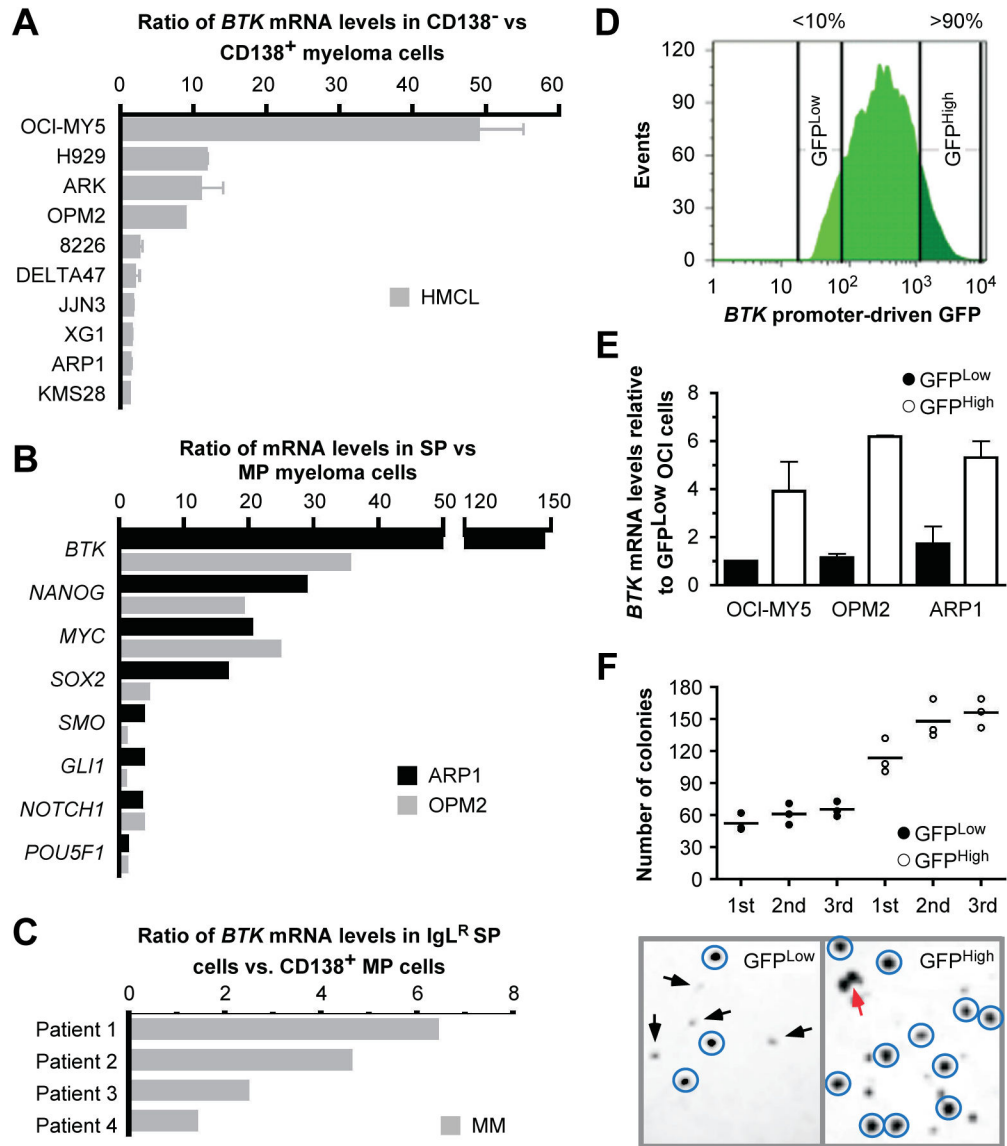 A
Ratio of BTK mRNA levels in CD138- vs
CD138+ myeloma cells
0 10 20 30 40 50 60
OCI-MY5
H929
ARK
OPM2
8226
DELTA47
JJN3
XG1
ARP1
KMS28
HMCL
B
Ratio of mRNA levels in SP vs
MP myeloma cells
0 10 20 30 40 50 120 150
BTK
NANOG
MYC
SOX2
SMO
GLI1
NOTCH1
POU5F1
ARP1
OPM2
C
Ratio of BTK mRNA levels in IgLR SP
cells vs. CD138+ MP cells
0 2 4 6 8
Patient 1
Patient 2
Patient 3
Patient 4
MM
D
<10% >90%
120
90
60
30
0
Events
GFPLow
GFPHigh
1 10 102 103 104
BTK promoter-driven GFP
E
GFPLow
GFPHigh
8
6
4
2
0
BTK mRNA levels relative
to GFPLow OCI cells
OCI-MY5 OPM2 ARP1
F
180
150
120
90
60
30
0
Number of colonies
GFPLow
GFPHigh
1st 2nd 3rd 1st 2nd 3rd
GFPLow
GFPHigh